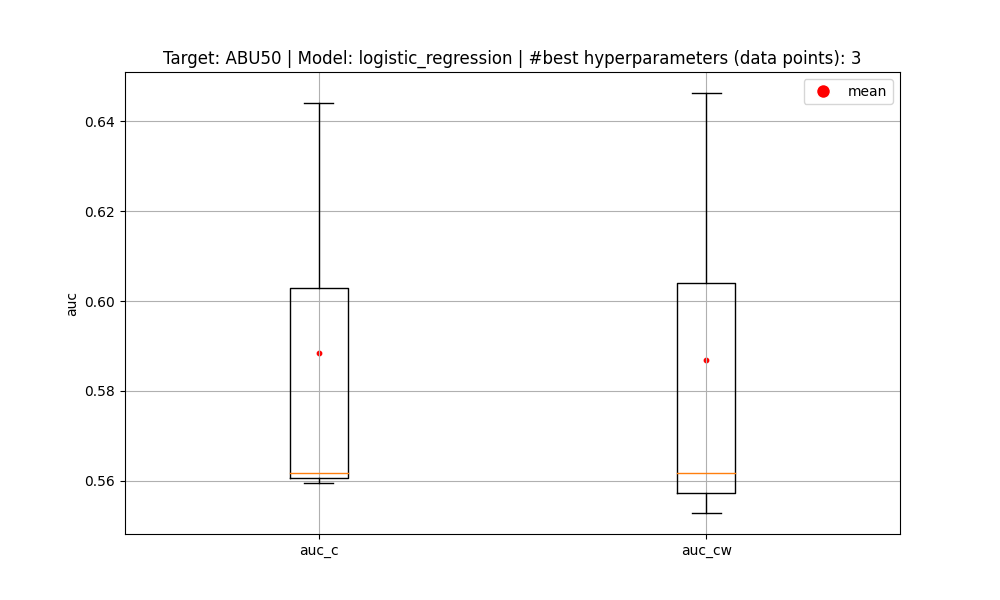 Target: ABU50 | Model: logistic_regression | #best hyperparameters (data points): 3
mean
0.64
0.62
0.60
0.58
0.56
auc
auc_c
auc_cw